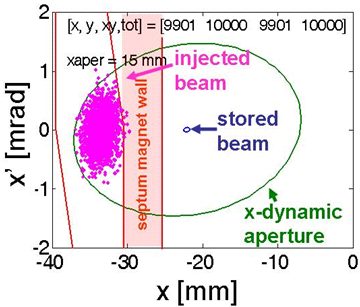 [x, y, xy,tot] = [9901 10000 9901 10000]
xaper = 15 mm
injected
beam
septum magnet wall
stored
beam
x-dynamic
aperture
x' [mrad]
2
1
0
-1
-2
-40 -30 -20 -10 0
x [mm]